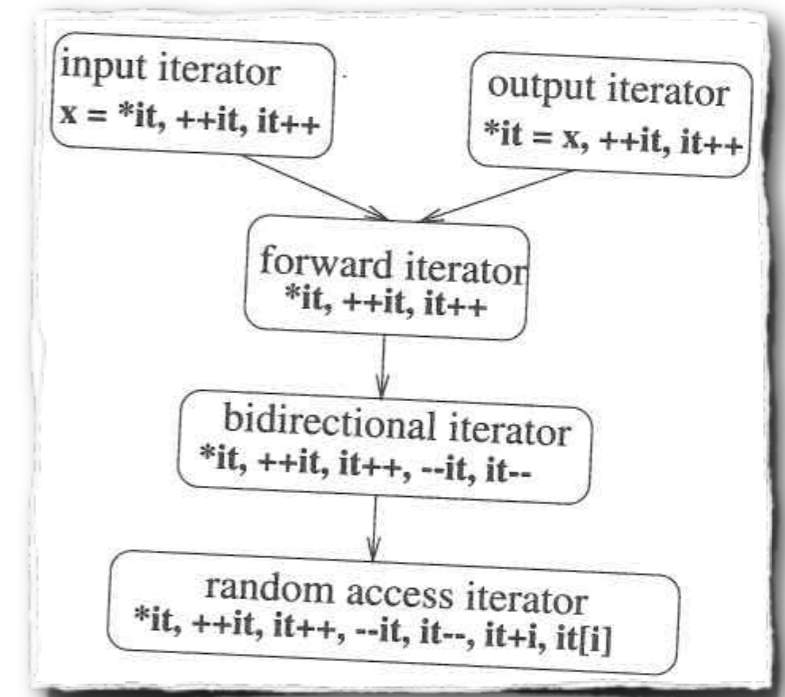 input iterator
x = *it, ++it, it++
output iterator
*it = x, ++it, it++
forward iterator
*it, ++it, it++
bidirectional iterator
*it, ++it, it++, --it, it--
random access iterator
*it, ++it, it++, --it, it--, it+i, it[i]